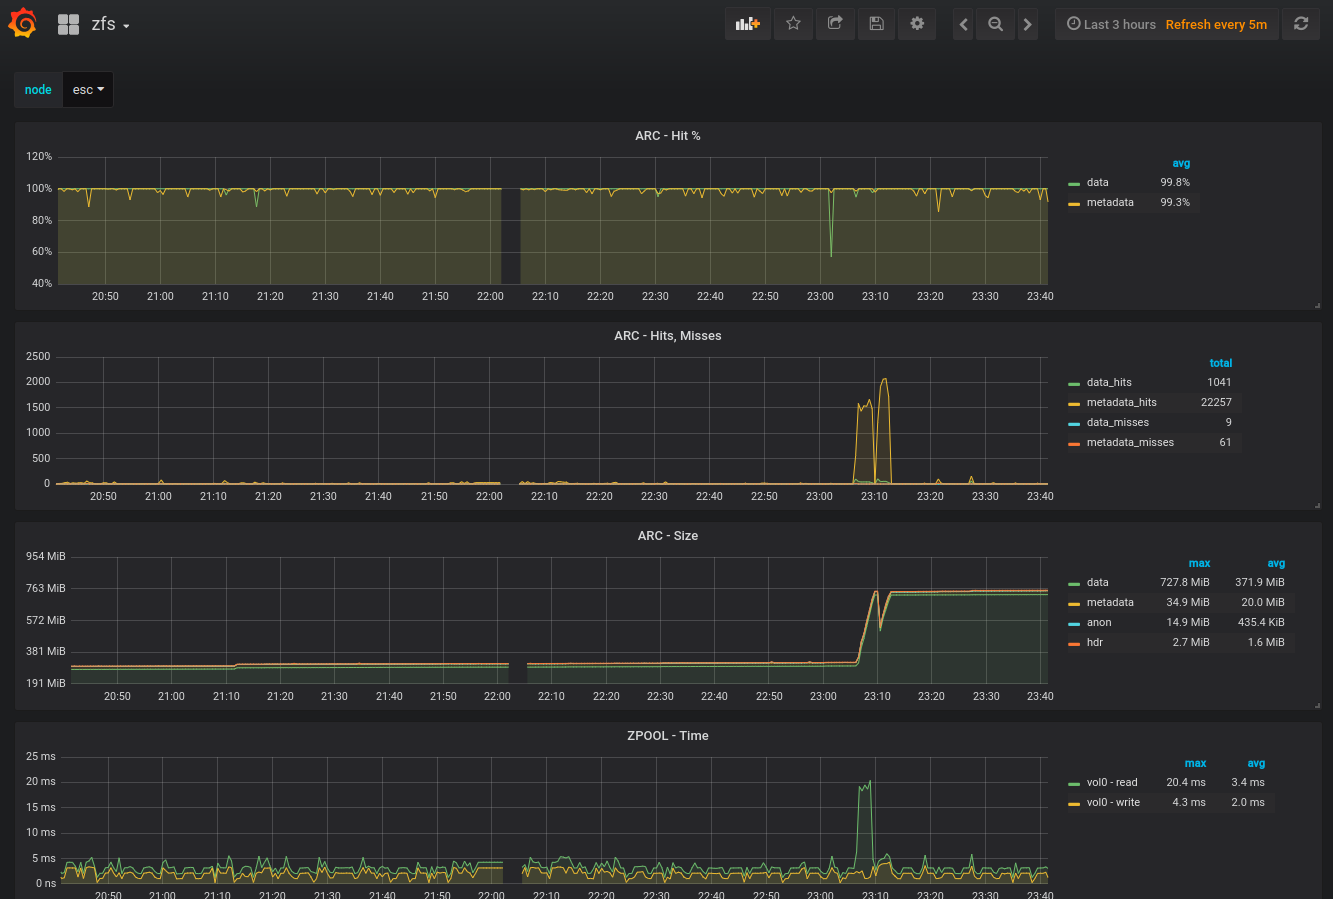 zfs
Last 3 hours Refresh every 5m
node esc
ARC - Hit %
120%
100%
80%
60%
40%
20:50 21:00 21:10 21:20 21:30 21:40 21:50 22:00 22:10 22:20 22:30 22:40 22:50 23:00 23:10 23:20 23:30 23:40
avg
data 99.8%
metadata 99.3%
ARC - Hits, Misses
2500
2000
1500
1000
500
0
20:50 21:00 21:10 21:20 21:30 21:40 21:50 22:00 22:10 22:20 22:30 22:40 22:50 23:00 23:10 23:20 23:30 23:40
total
data_hits 1041
metadata_hits 22257
data_misses 9
metadata_misses 61
ARC - Size
954 MiB
763 MiB
572 MiB
381 MiB
191 MiB
20:50 21:00 21:10 21:20 21:30 21:40 21:50 22:00 22:10 22:20 22:30 22:40 22:50 23:00 23:10 23:20 23:30 23:40
max avg
data 727.8 MiB 371.9 MiB
metadata 34.9 MiB 20.0 MiB
anon 14.9 MiB 435.4 KiB
hdr 2.7 MiB 1.6 MiB
ZPOOL - Time
25 ms
20 ms
15 ms
10 ms
5 ms
0 ns
20:50 21:00 21:10 21:20 21:30 21:40 21:50 22:00 22:10 22:20 22:30 22:40 22:50 23:00 23:10 23:20 23:30 23:40
max avg
vol0 - read 20.4 ms 3.4 ms
vol0 - write 4.3 ms 2.0 ms